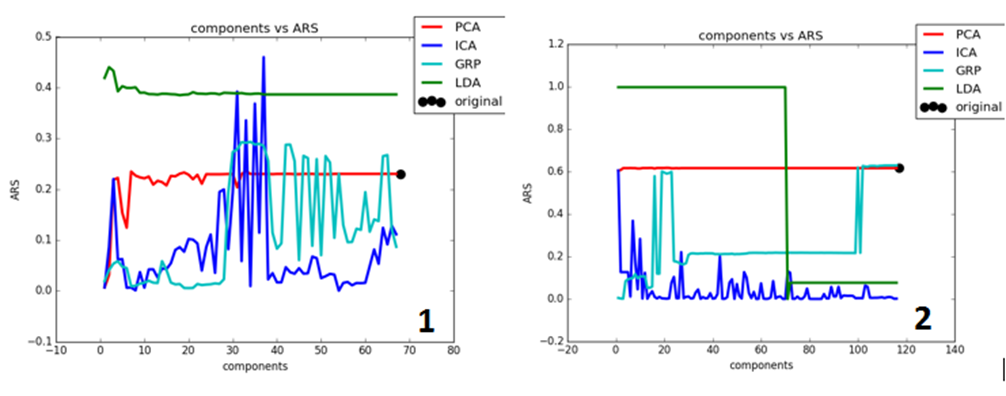 components vs ARS
PCA
ICA
GRP
LDA
original
0.5
0.4
0.3
0.2
0.1
0.0
−0.1
ARS
−10
0
10
20
30
40
50
60
70
80
components
1
components vs ARS
PCA
ICA
GRP
LDA
original
1.2
1.0
0.8
0.6
0.4
0.2
0.0
−0.2
ARS
−20
0
20
40
60
80
100
120
140
components
2